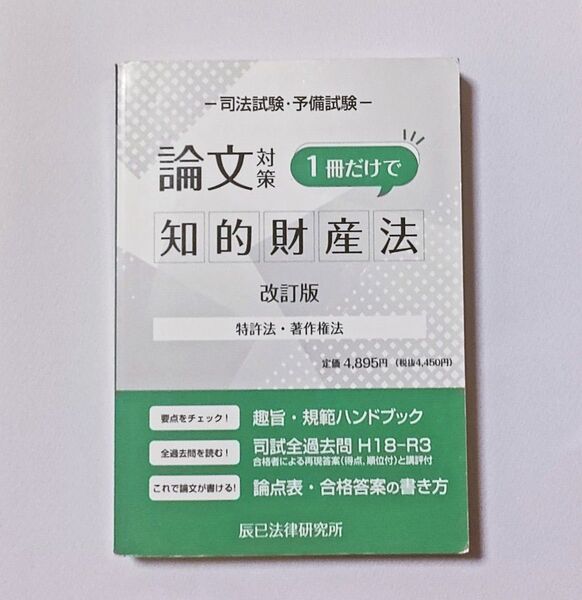 －司法試験・予備試験－
論文対策 1冊だけで
知的財産法
改訂版
特許法・著作権法
定価 4,895円 （税抜4,450円）
要点をチェック！ 趣旨・規範ハンドブック
全過去問を読む！ 司試全過去問 H18-R3
合格者による再現答案（得点、順位付）と講評付
これで論文が書ける！ 論点表・合格答案の書き方
辰已法律研究所